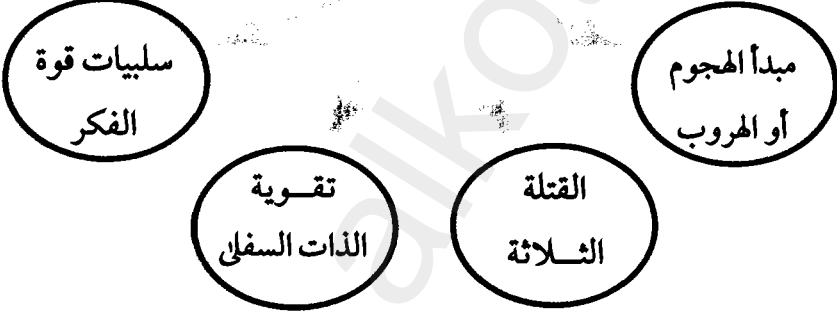 مبدأ الهجوم
أو الهروب
القتلة
الثلاثة
تقوية
الذات السفلى
سلبيات قوة
الفكر